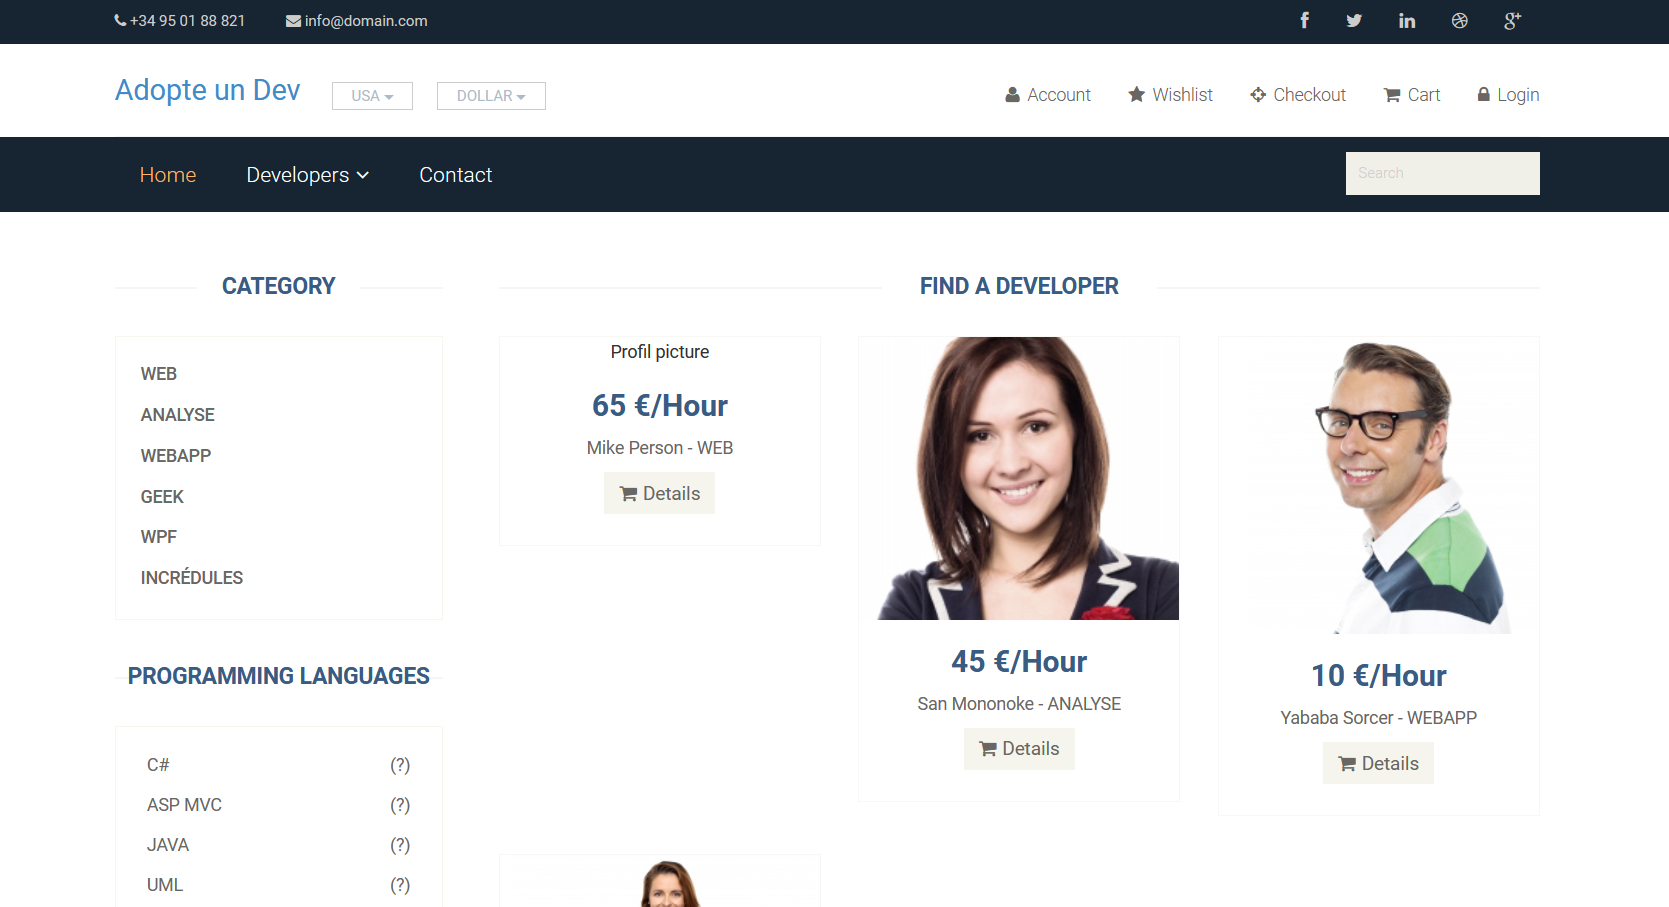 +34 95 01 88 821 info@domain.com
Adopte un Dev USA DOLLAR Account Wishlist Checkout Cart Login
Home Developers Contact Search
CATEGORY
WEB
ANALYSE
WEBAPP
GEEK
WPF
INCRÉDULES
PROGRAMMING LANGUAGES
C# (?)
ASP MVC (?)
JAVA (?)
UML (?)
FIND A DEVELOPER
Profil picture
65 €/Hour
Mike Person - WEB
Details
45 €/Hour
San Mononoke - ANALYSE
Details
10 €/Hour
Yababa Sorcer - WEBAPP
Details